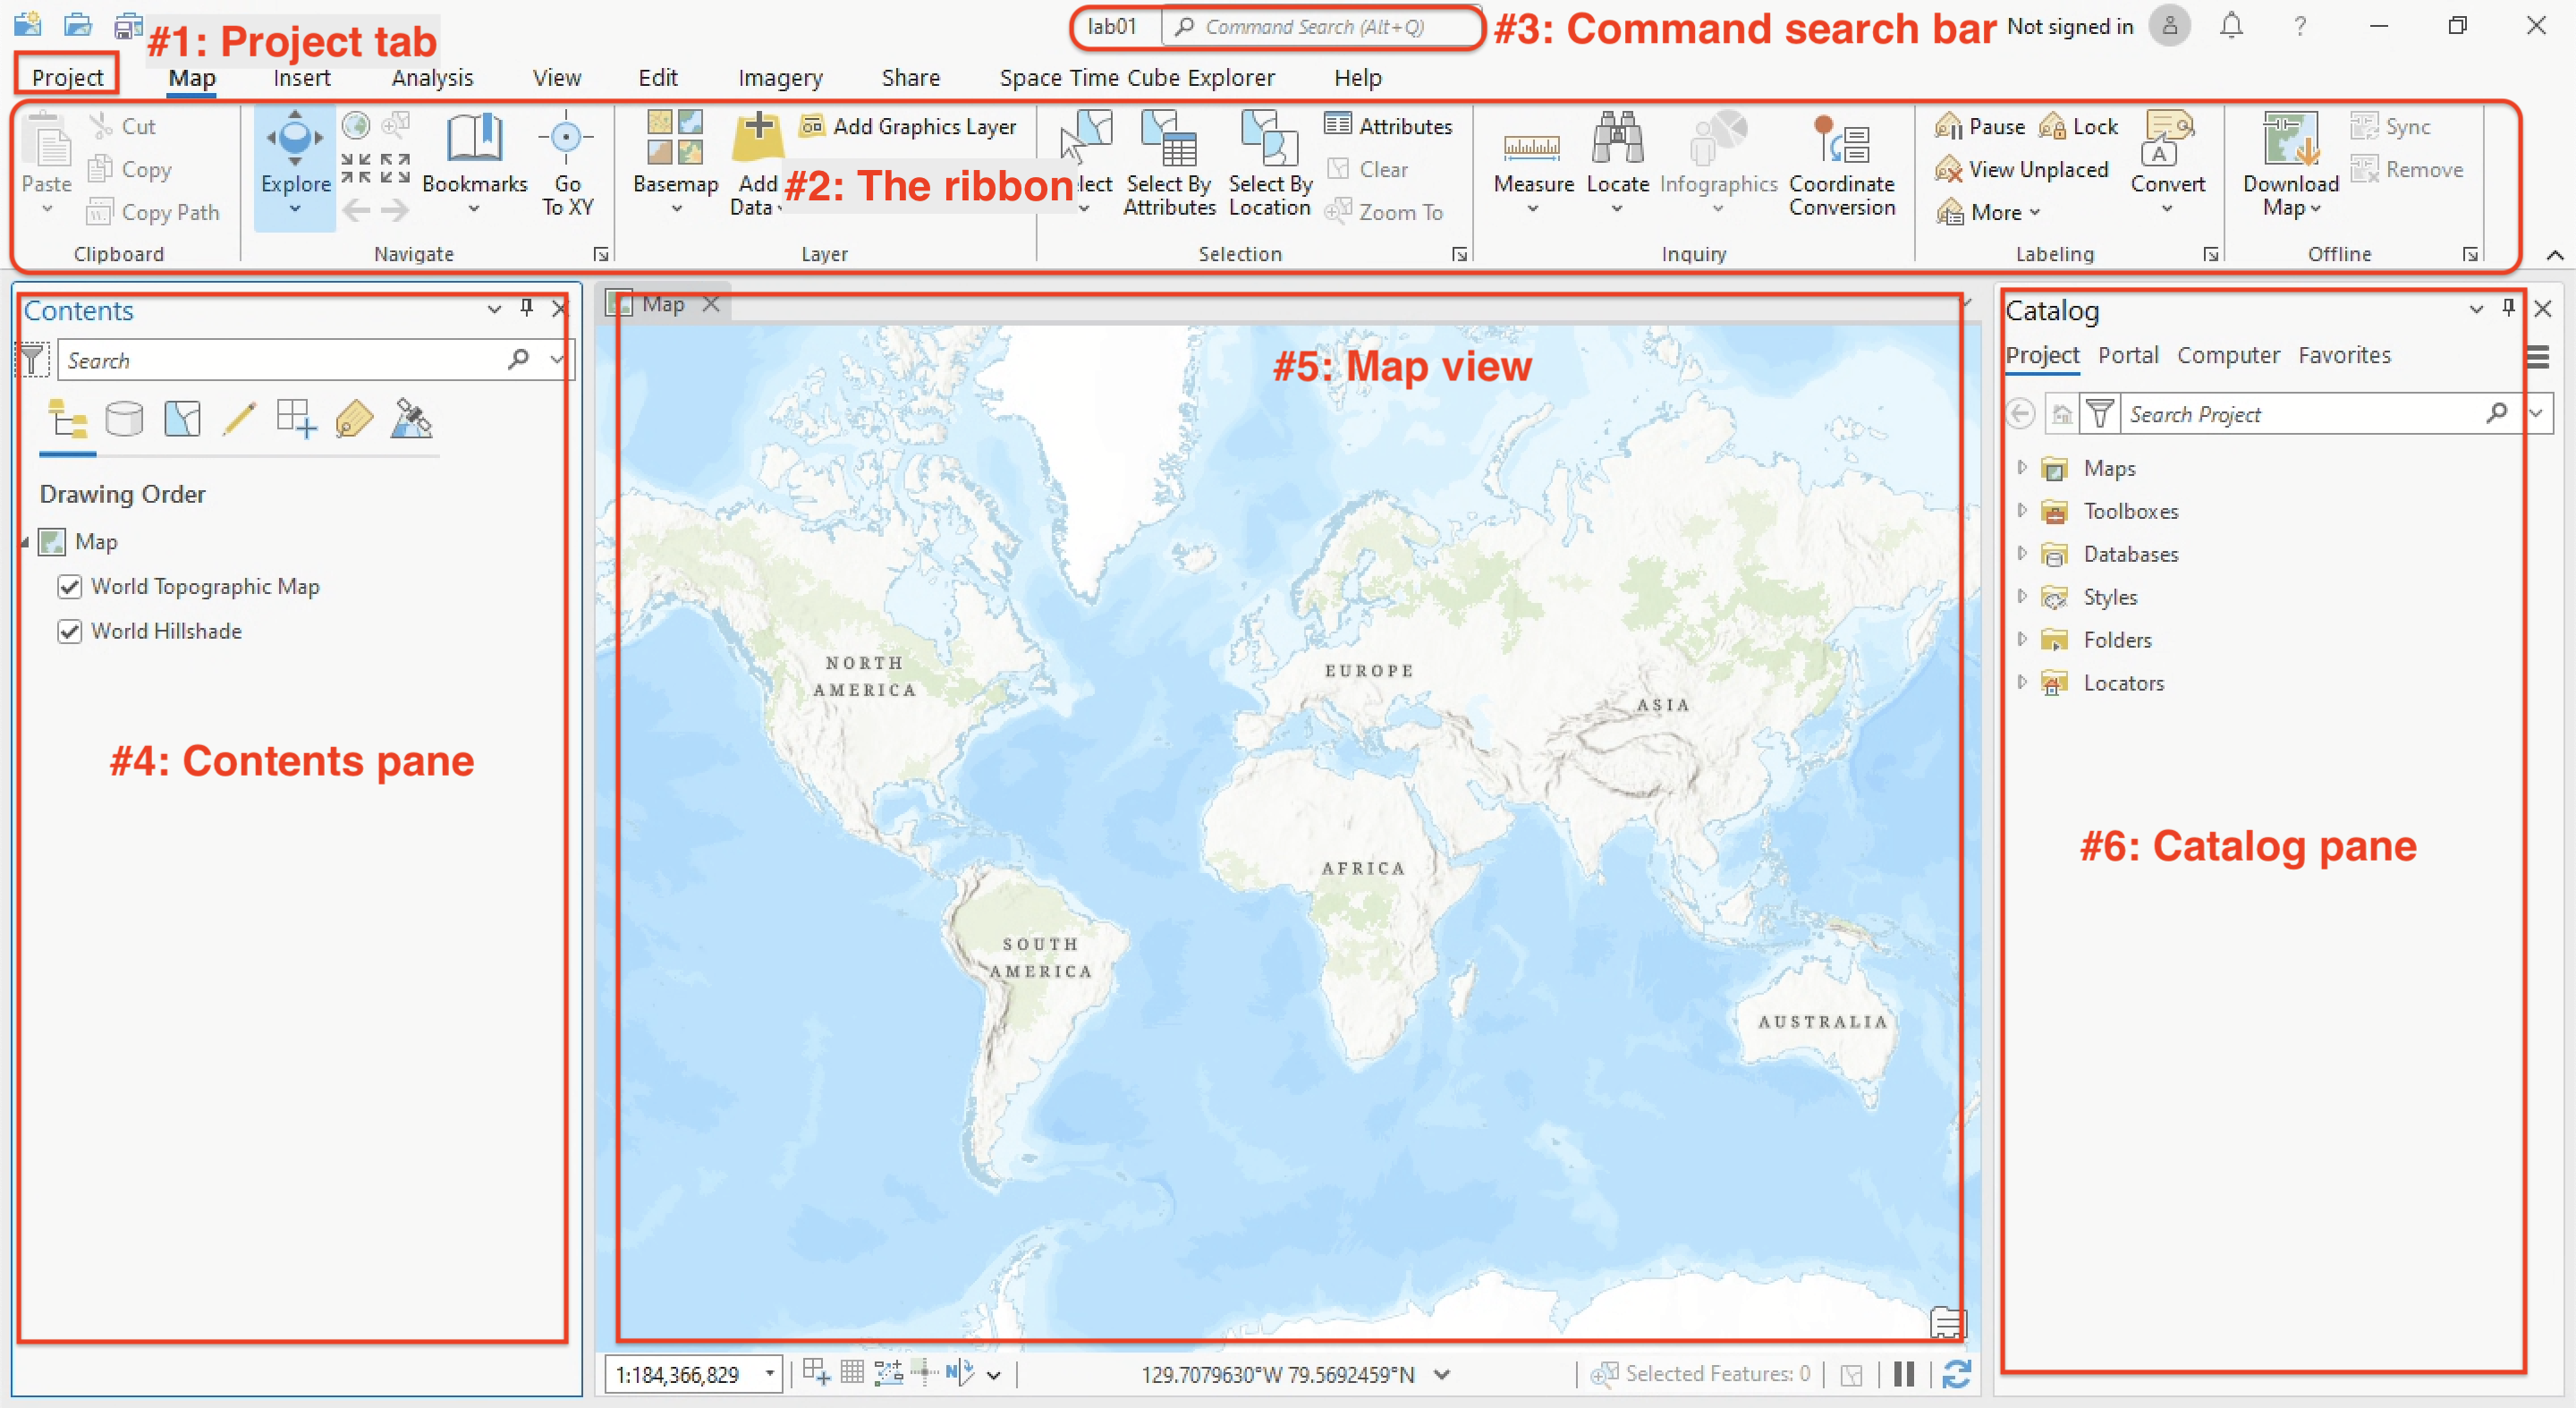 #1: Project tab
lab01
Command Search (Alt+Q)
#3: Command search bar
Not signed in
Project
Map
Insert
Analysis
View
Edit
Imagery
Share
Space Time Cube Explorer
Help
Paste
Cut
Copy
Copy Path
Clipboard
Explore
Bookmarks
Go
To XY
Navigate
Basemap
Add
Data
Add Graphics Layer
#2: The ribbon
Layer
lect
Select By
Attributes
Select By
Location
Attributes
Clear
Zoom To
Selection
Measure
Locate
Infographics
Coordinate
Conversion
Inquiry
Pause
Lock
View Unplaced
More
Convert
A
Labeling
Download
Map
Sync
Remove
Offline
Contents
Search
Drawing Order
Map
World Topographic Map
World Hillshade
#4: Contents pane
Map
#5: Map view
NORTH
AMERICA
EUROPE
ASIA
AFRICA
SOUTH
AMERICA
AUSTRALIA
1:184,366,829
N
129.7079630°W 79.5692459°N
Selected Features: 0
Catalog
Project
Portal
Computer
Favorites
Search Project
Maps
Toolboxes
Databases
Styles
Folders
Locators
#6: Catalog pane